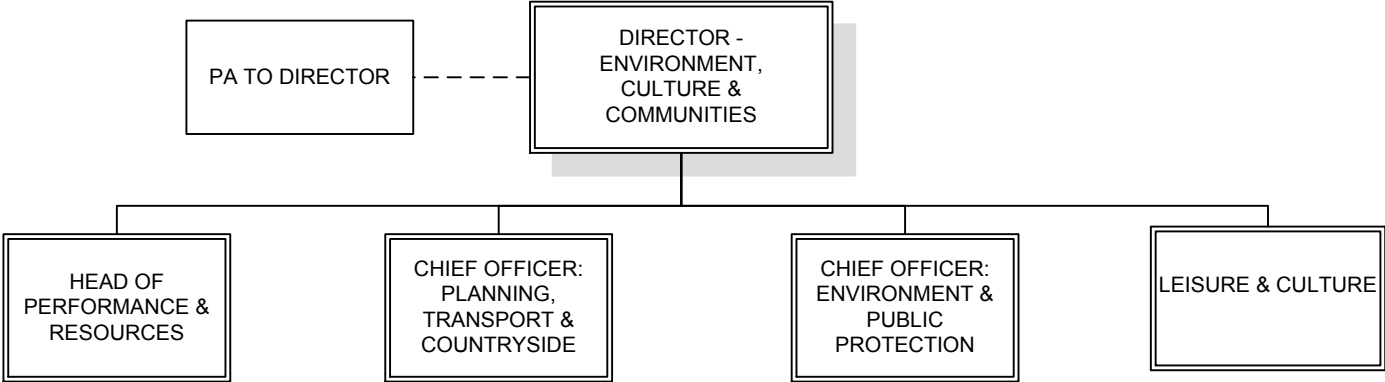 PA TO DIRECTOR
DIRECTOR -
ENVIRONMENT,
CULTURE &
COMMUNITIES
HEAD OF
PERFORMANCE &
RESOURCES
CHIEF OFFICER:
PLANNING,
TRANSPORT &
COUNTRYSIDE
CHIEF OFFICER:
ENVIRONMENT &
PUBLIC
PROTECTION
LEISURE & CULTURE